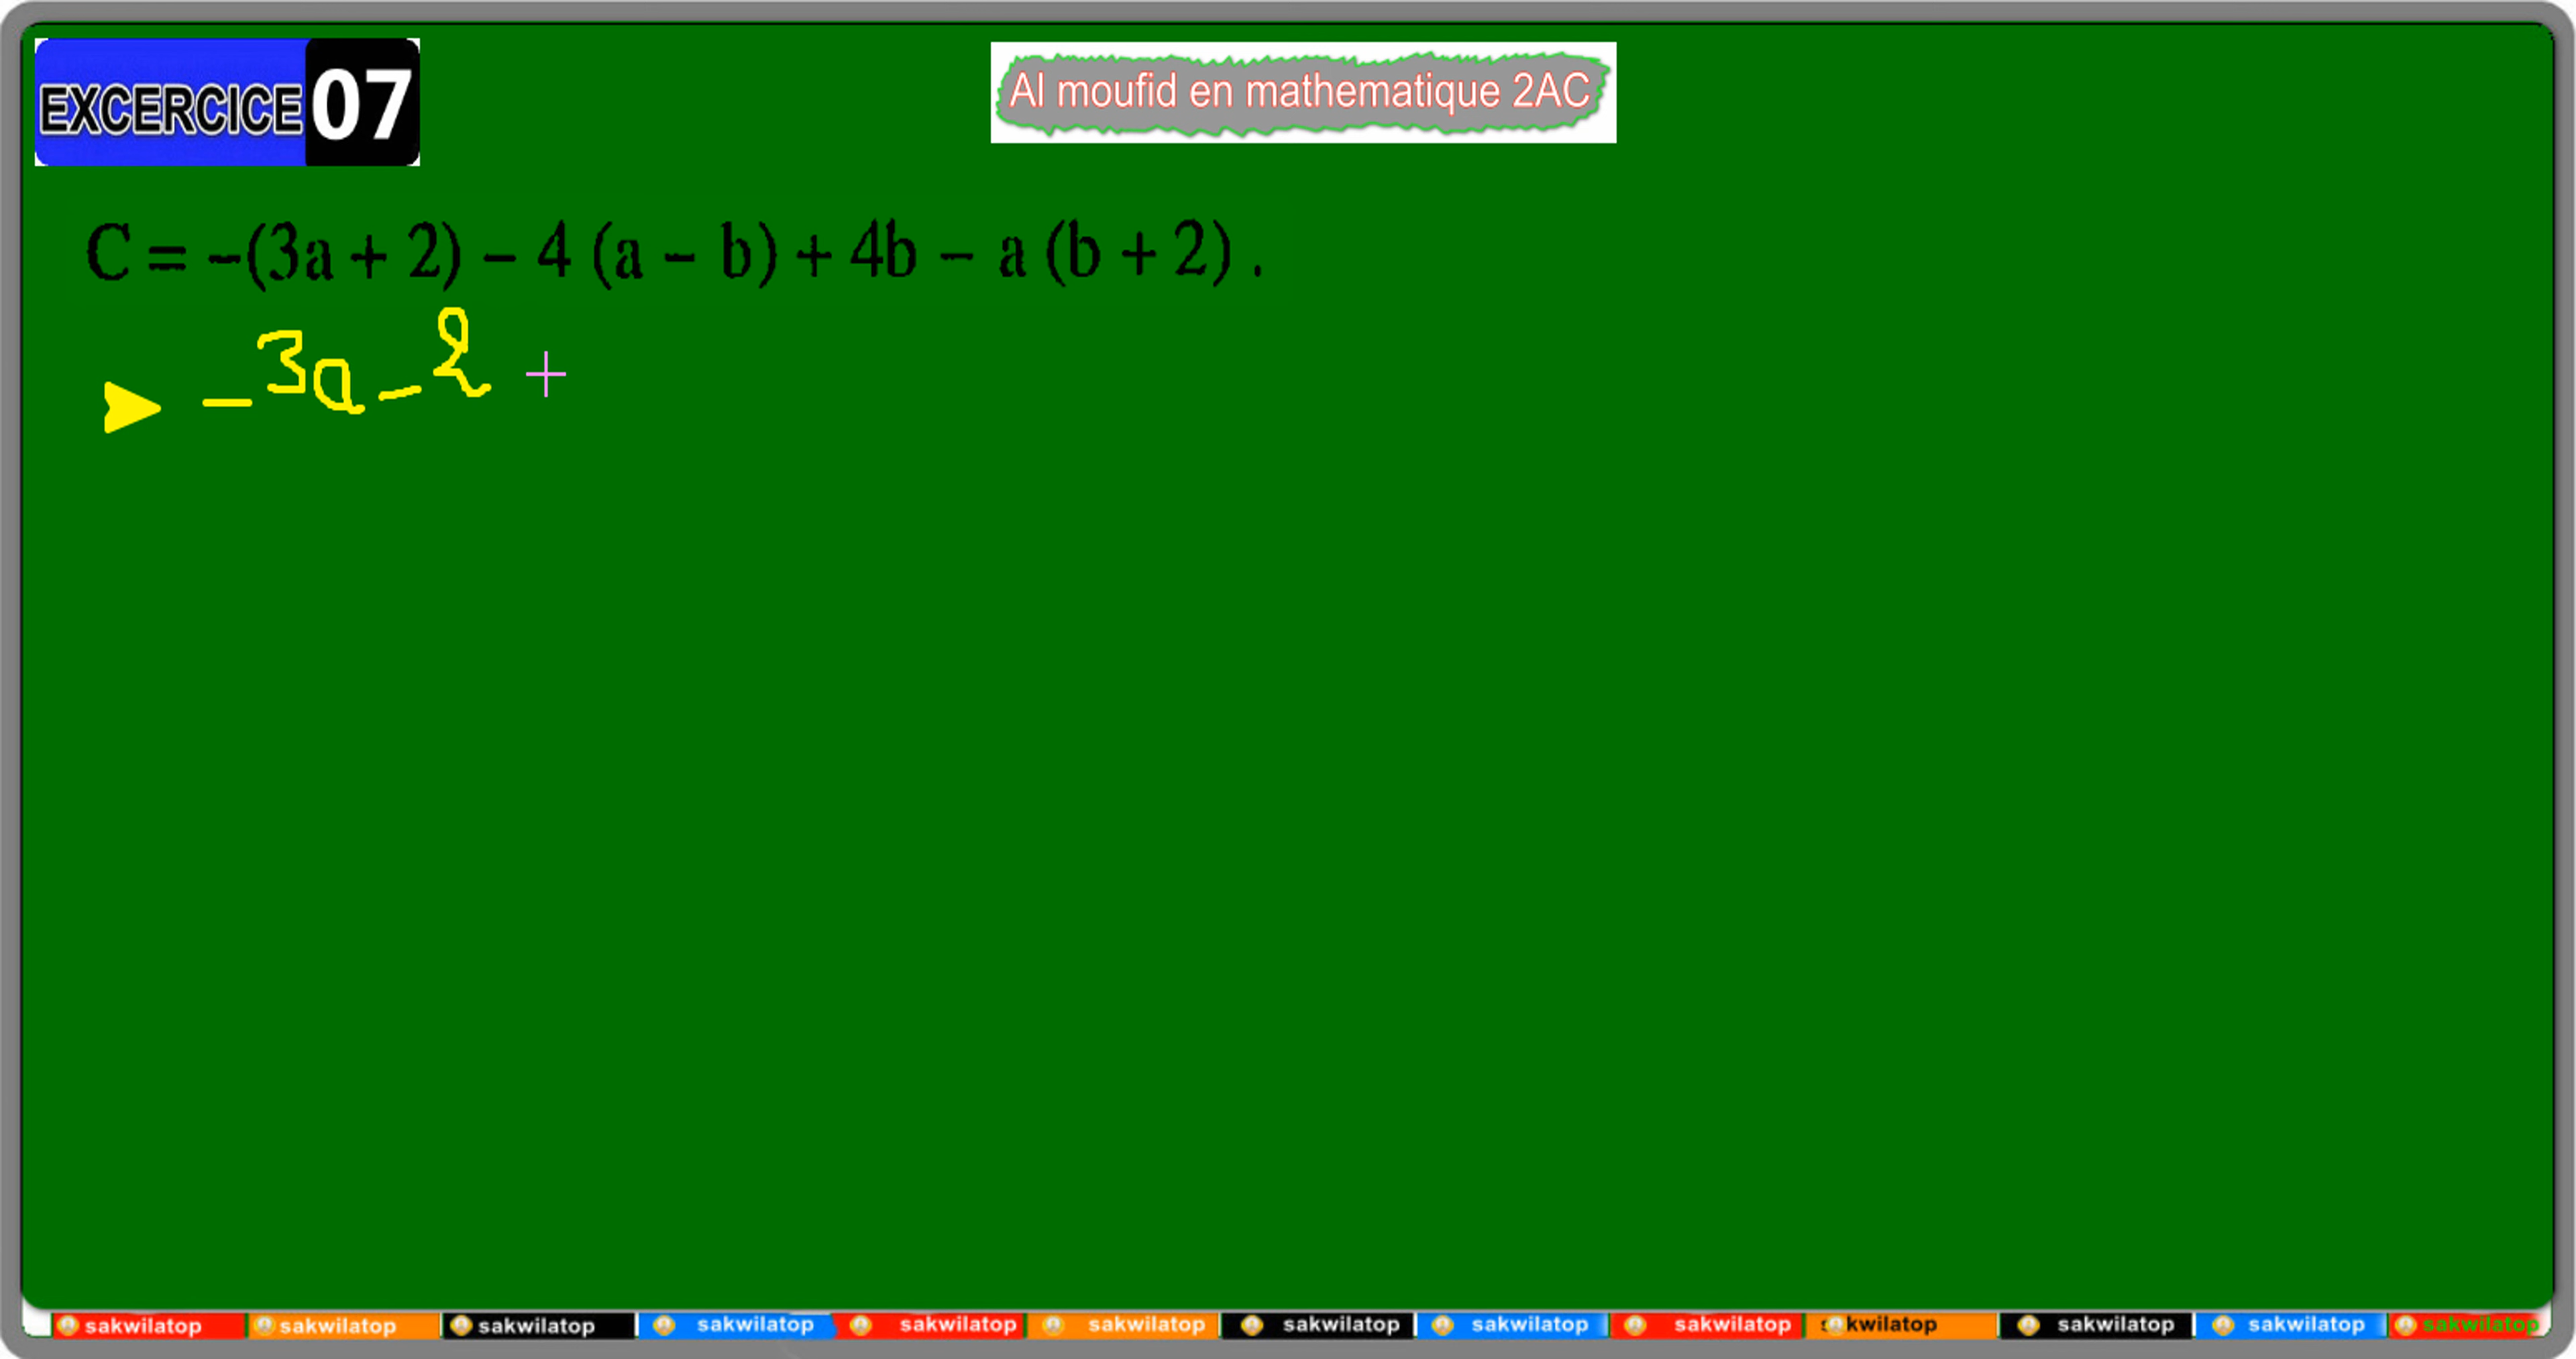 EXCERCICE 07
Al moufid en mathematique 2AC
C = -(3a + 2) - 4 (a - b) + 4b - a (b + 2) .
- 3a - 2
sakwilatop sakwilatop sakwilatop sakwilatop sakwilatop sakwilatop sakwilatop sakwilatop sakwilatop kwilatop sakwilatop sakwilatop sakwilatop